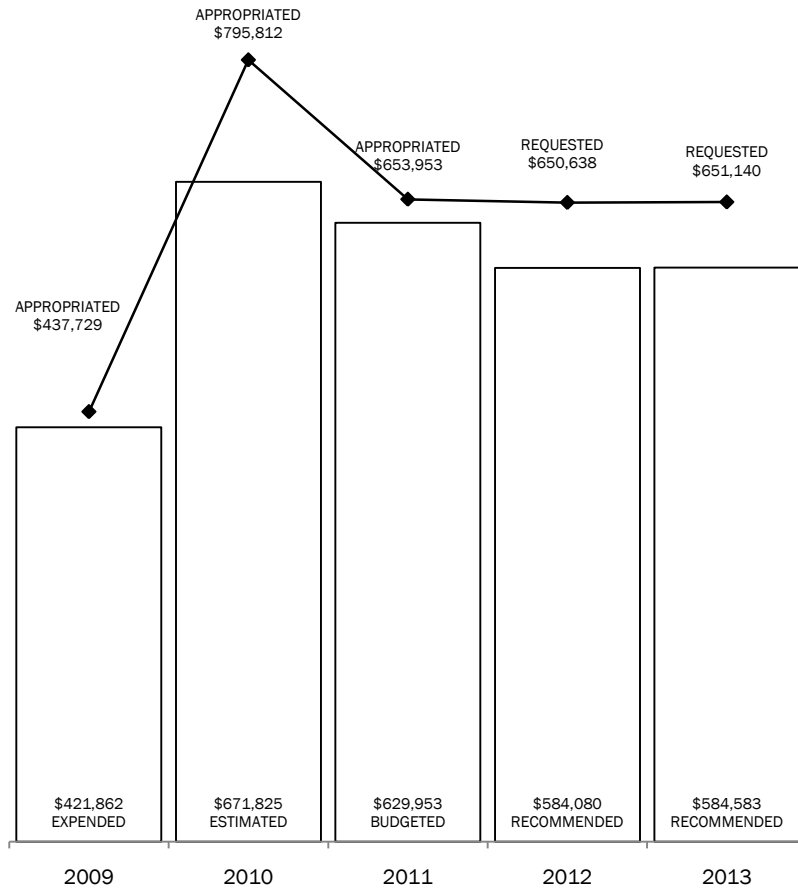 APPROPRIATED
$795,812
APPROPRIATED
$653,953
REQUESTED
$650,638
REQUESTED
$651,140
APPROPRIATED
$437,729
$421,862
EXPENDED
$671,825
ESTIMATED
$629,953
BUDGETED
$584,080
RECOMMENDED
$584,583
RECOMMENDED
2009
2010
2011
2012
2013